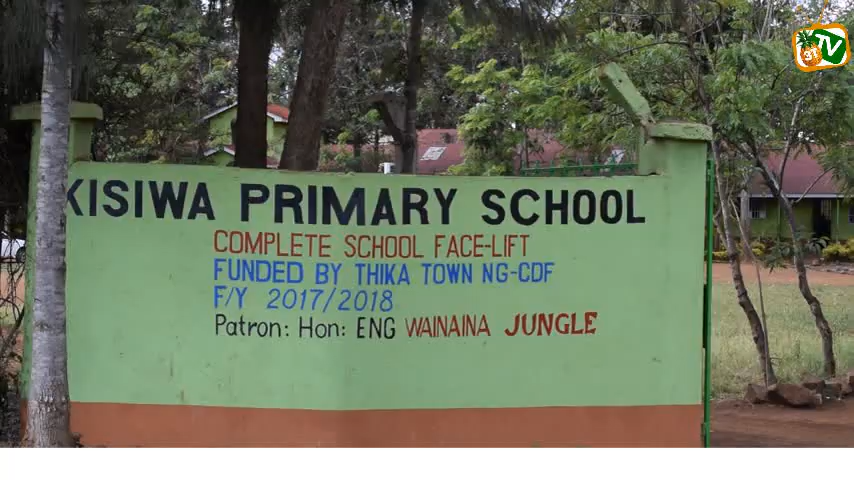 KISIWA PRIMARY SCHOOL
COMPLETE SCHOOL FACE-LIFT
FUNDED BY THIKA TOWN NG-CDF
F/Y 2017/2018
Patron: Hon: ENG WAINAINA JUNGLE
TV